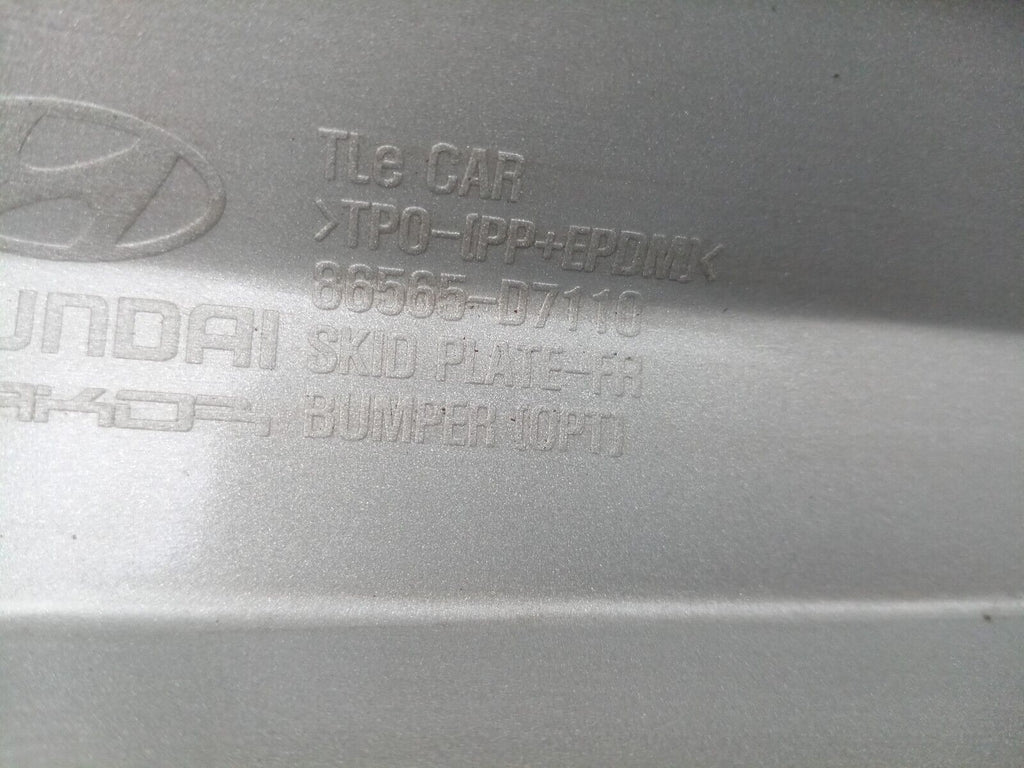 TLe CAR
>TPO-(PP+EPDM)<
86565-D7110
UNDAI
SKID PLATE-FR
BUMPER (OPT)